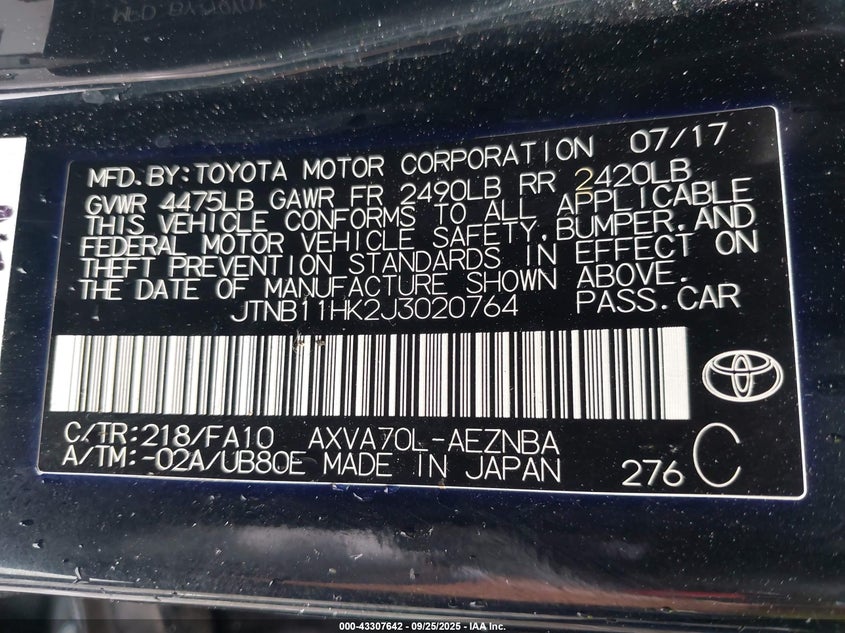 MFD.BY:TOYOTA MOTOR CORPORATION 07/17
GVWR 4475LB GAWR FR 2490LB RR 2420LB
THIS VEHICLE CONFORMS TO ALL APPLICABLE
FEDERAL MOTOR VEHICLE SAFETY,BUMPER,AND
THEFT PREVENTION STANDARDS IN EFFECT ON
THE DATE OF MANUFACTURE SHOWN ABOVE.
JTNB11HK2J3020764 PASS.CAR
C/TR:218/FA10 AXVA70L-AEZNBA
A/TM:-02A/UB80E MADE IN JAPAN 276 C
000-43307642 / 09/25/2025 / IAA Inc.